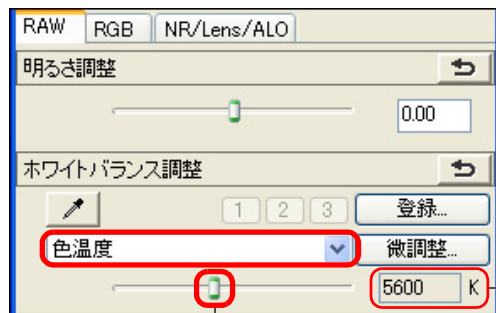 RAW RGB NR/Lens/ALO
明るさ調整
0.00
ホワイトバランス調整
1 2 3 登録...
色温度 微調整...
5600 K